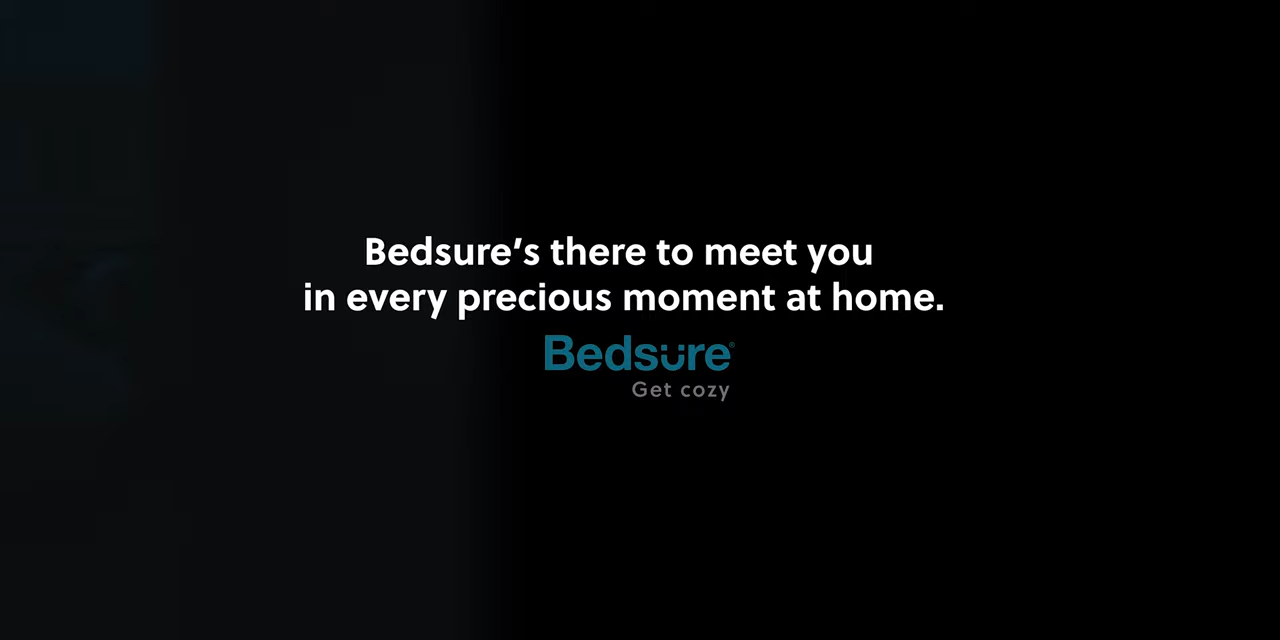 Bedsure’s there to meet you
in every precious moment at home.
Bedsure®
Get cozy